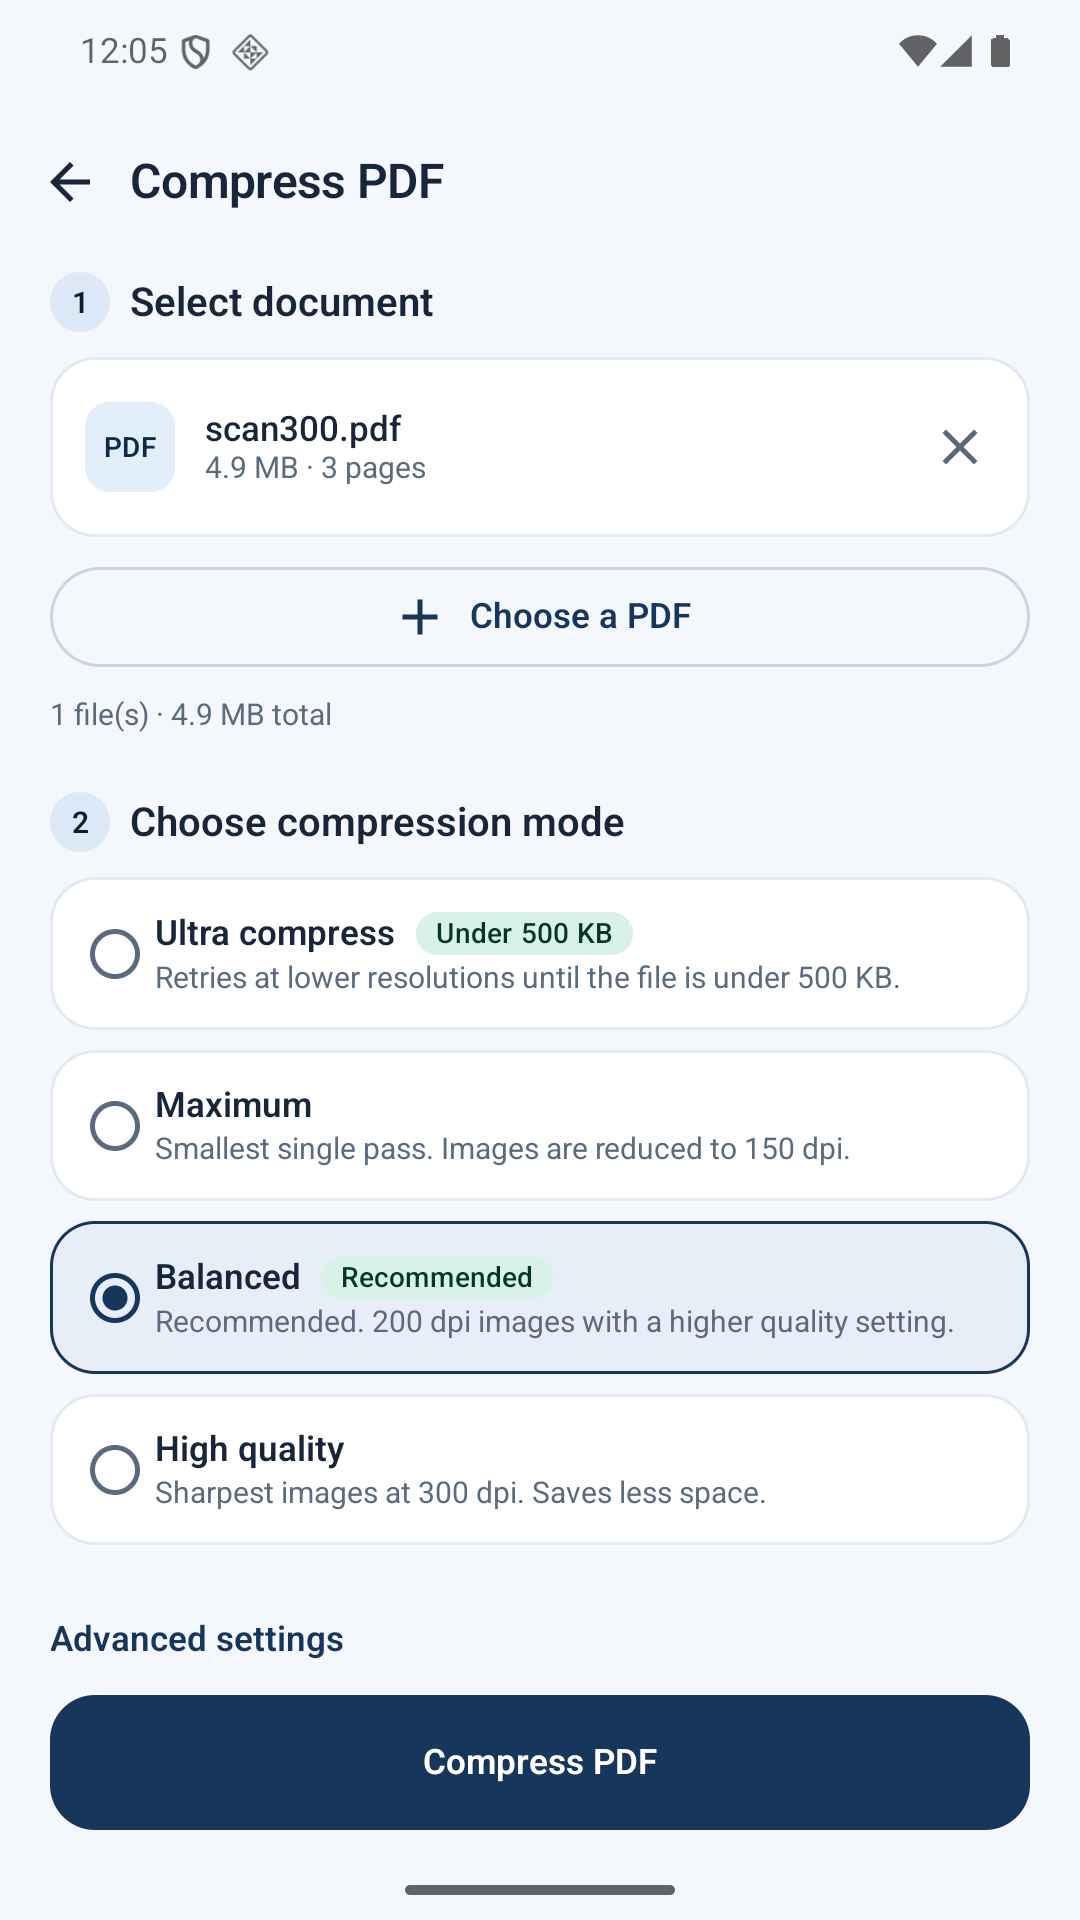 12:05
Compress PDF
1 Select document
PDF
scan300.pdf
4.9 MB · 3 pages
Choose a PDF
1 file(s) · 4.9 MB total
2 Choose compression mode
Ultra compress Under 500 KB
Retries at lower resolutions until the file is under 500 KB.
Maximum
Smallest single pass. Images are reduced to 150 dpi.
Balanced Recommended
Recommended. 200 dpi images with a higher quality setting.
High quality
Sharpest images at 300 dpi. Saves less space.
Advanced settings
Compress PDF